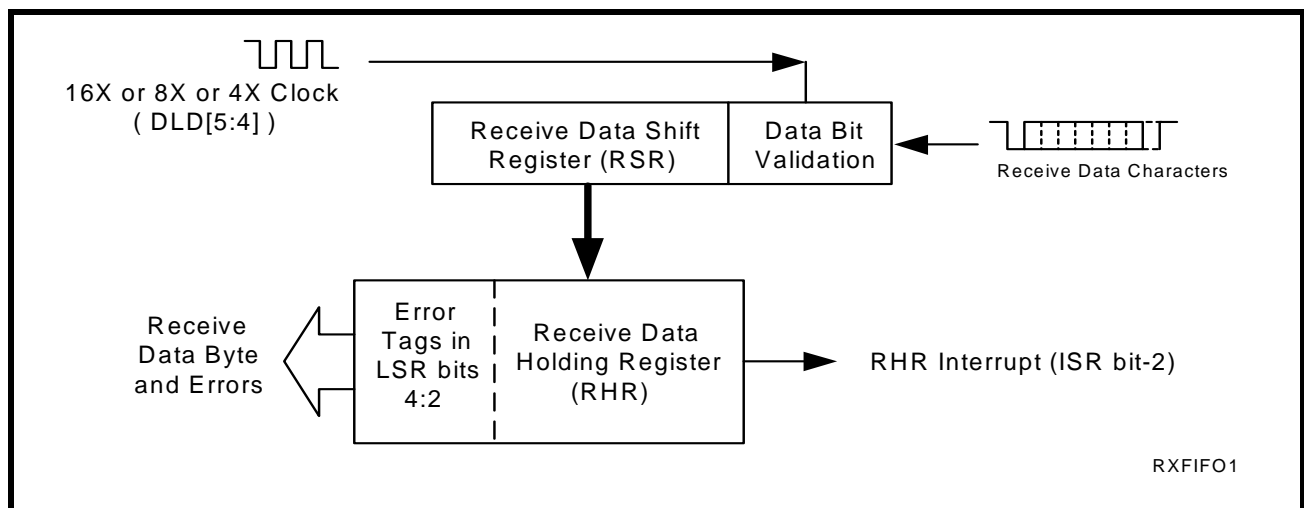 16X or 8X or 4X Clock
( DLD[5:4] )
Receive Data Shift
Register (RSR)
Data Bit
Validation
Receive Data Characters
Receive
Data Byte
and Errors
Error
Tags in
LSR bits
4:2
Receive Data
Holding Register
(RHR)
RHR Interrupt (ISR bit-2)
RXFIFO1